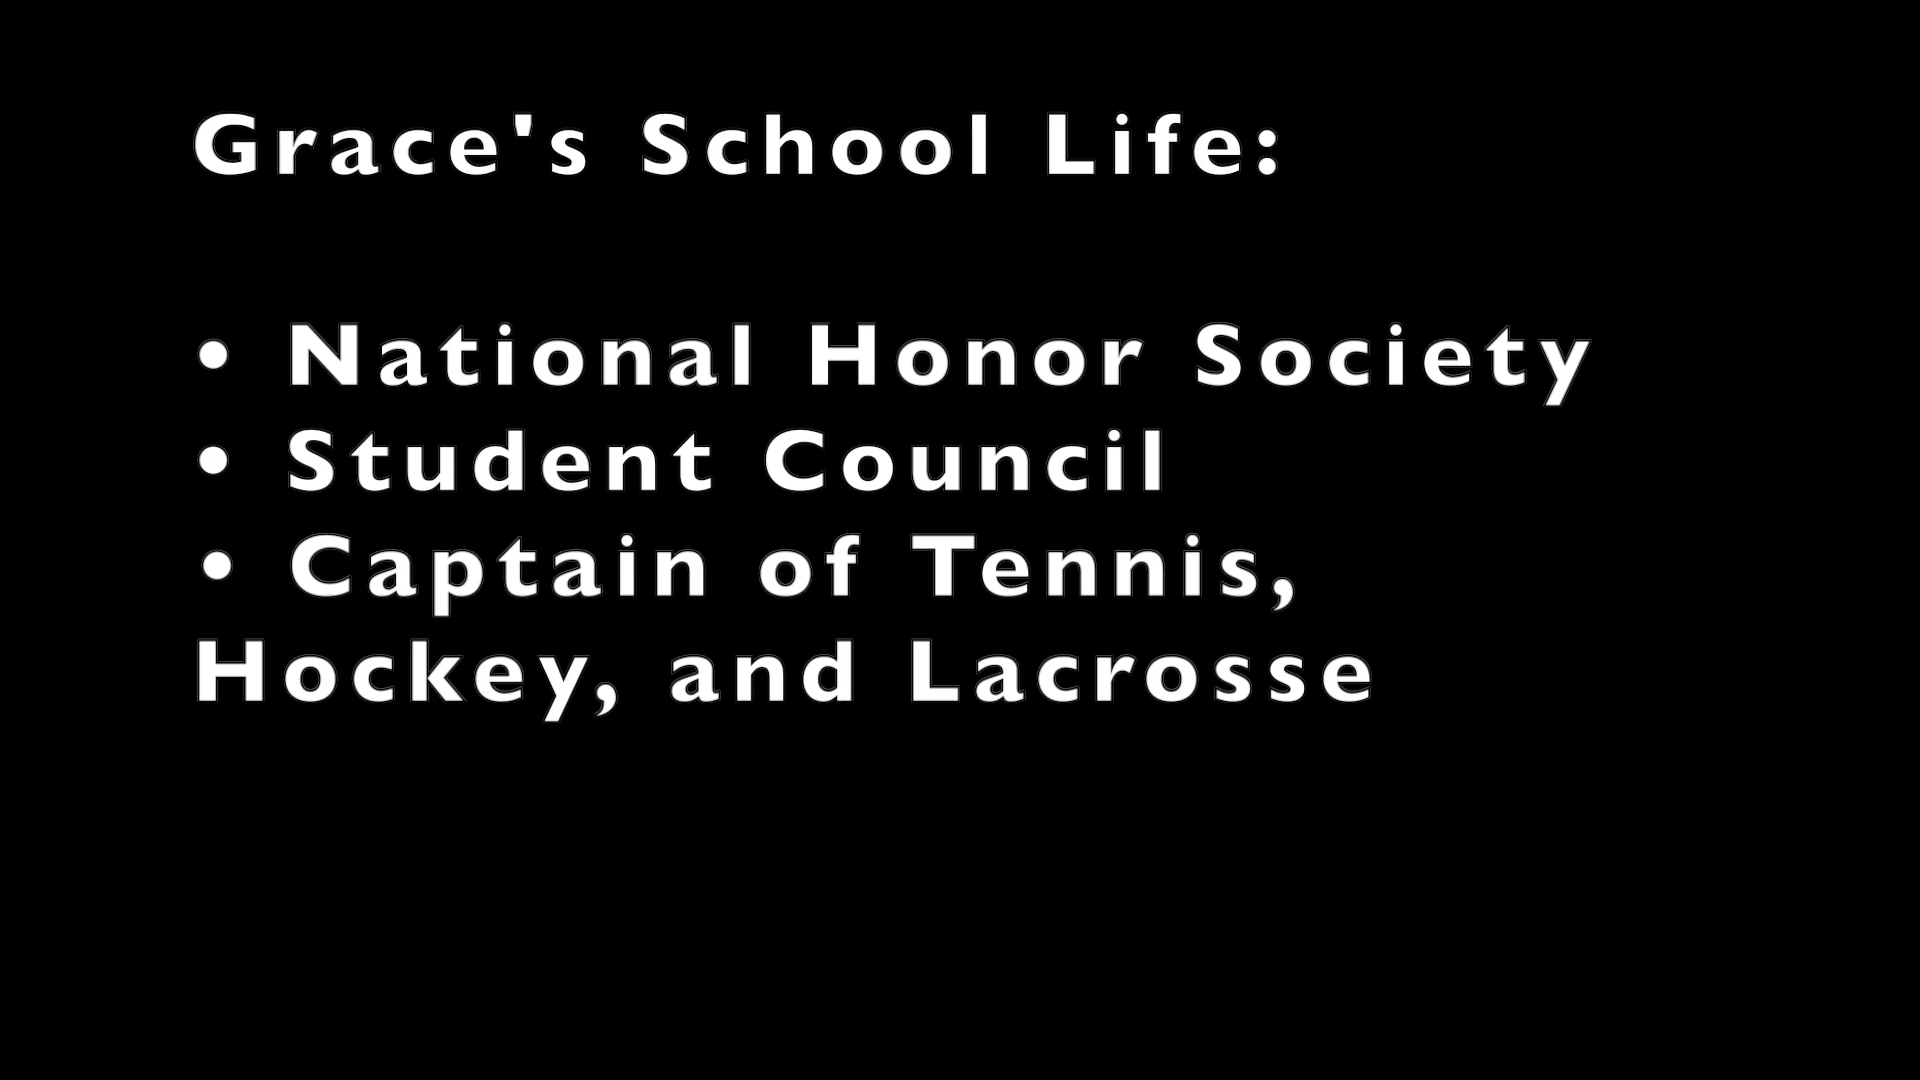 Grace's School Life:
• National Honor Society
• Student Council
• Captain of Tennis,
Hockey, and Lacrosse